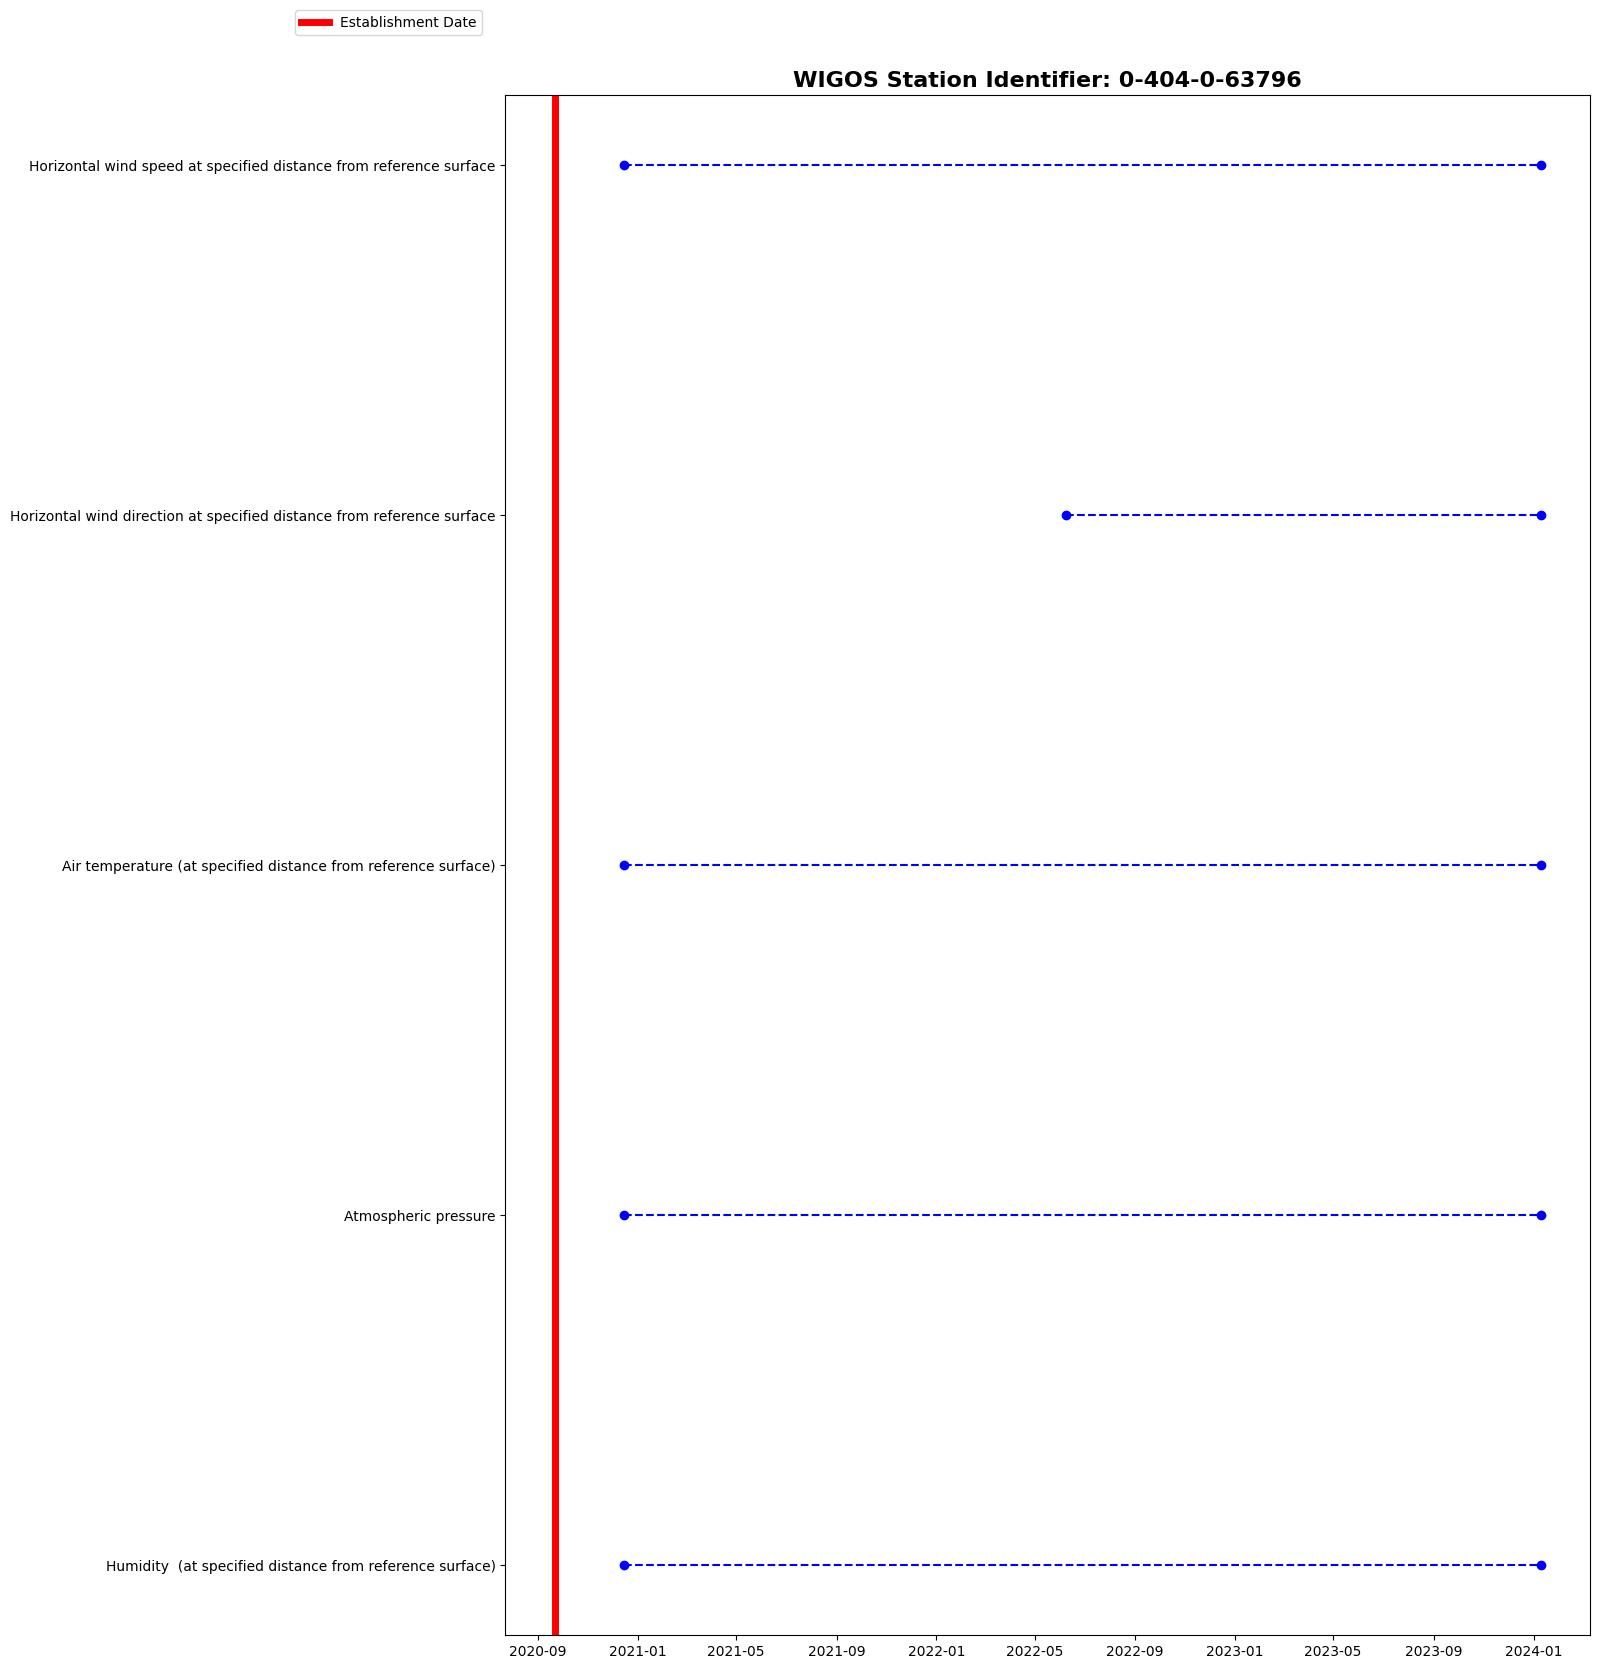 Establishment Date
WIGOS Station Identifier: 0-404-0-63796
Horizontal wind speed at specified distance from reference surface
Horizontal wind direction at specified distance from reference surface
Air temperature (at specified distance from reference surface)
Atmospheric pressure
Humidity  (at specified distance from reference surface)
2020-09 2021-01 2021-05 2021-09 2022-01 2022-05 2022-09 2023-01 2023-05 2023-09 2024-01